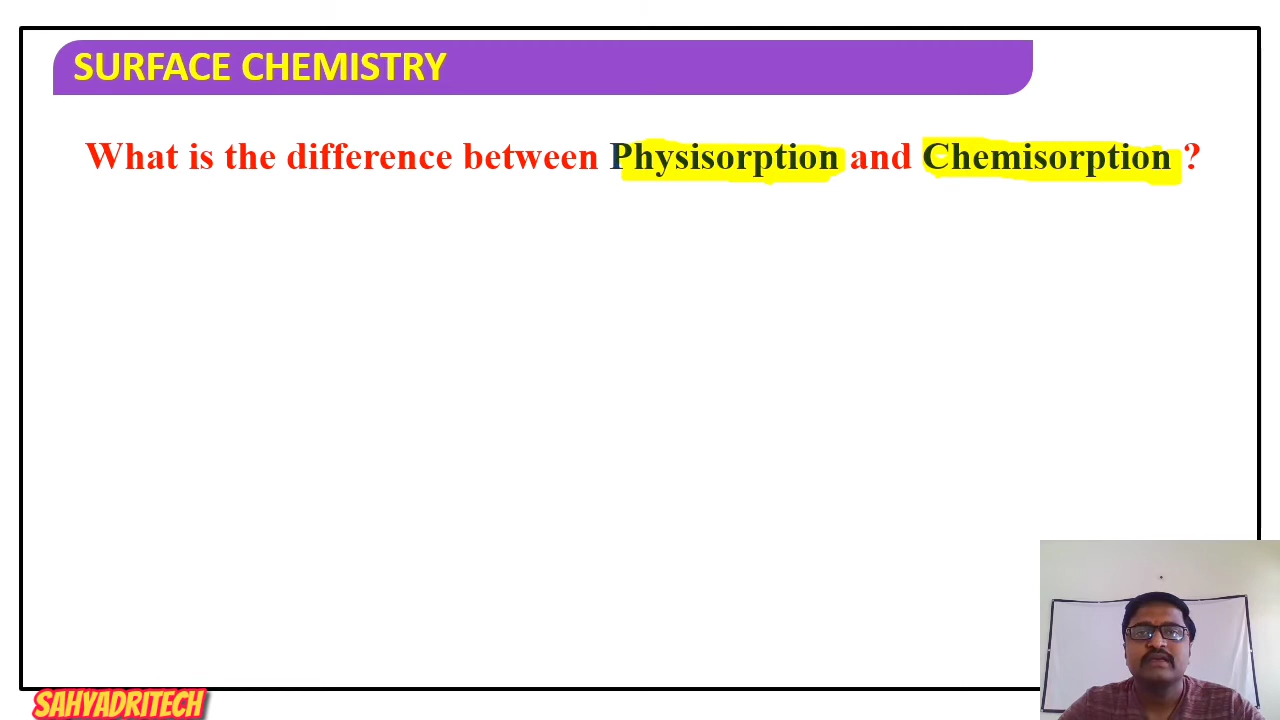 SURFACE CHEMISTRY
What is the difference between Physisorption and Chemisorption ?
SAHYADRITECH